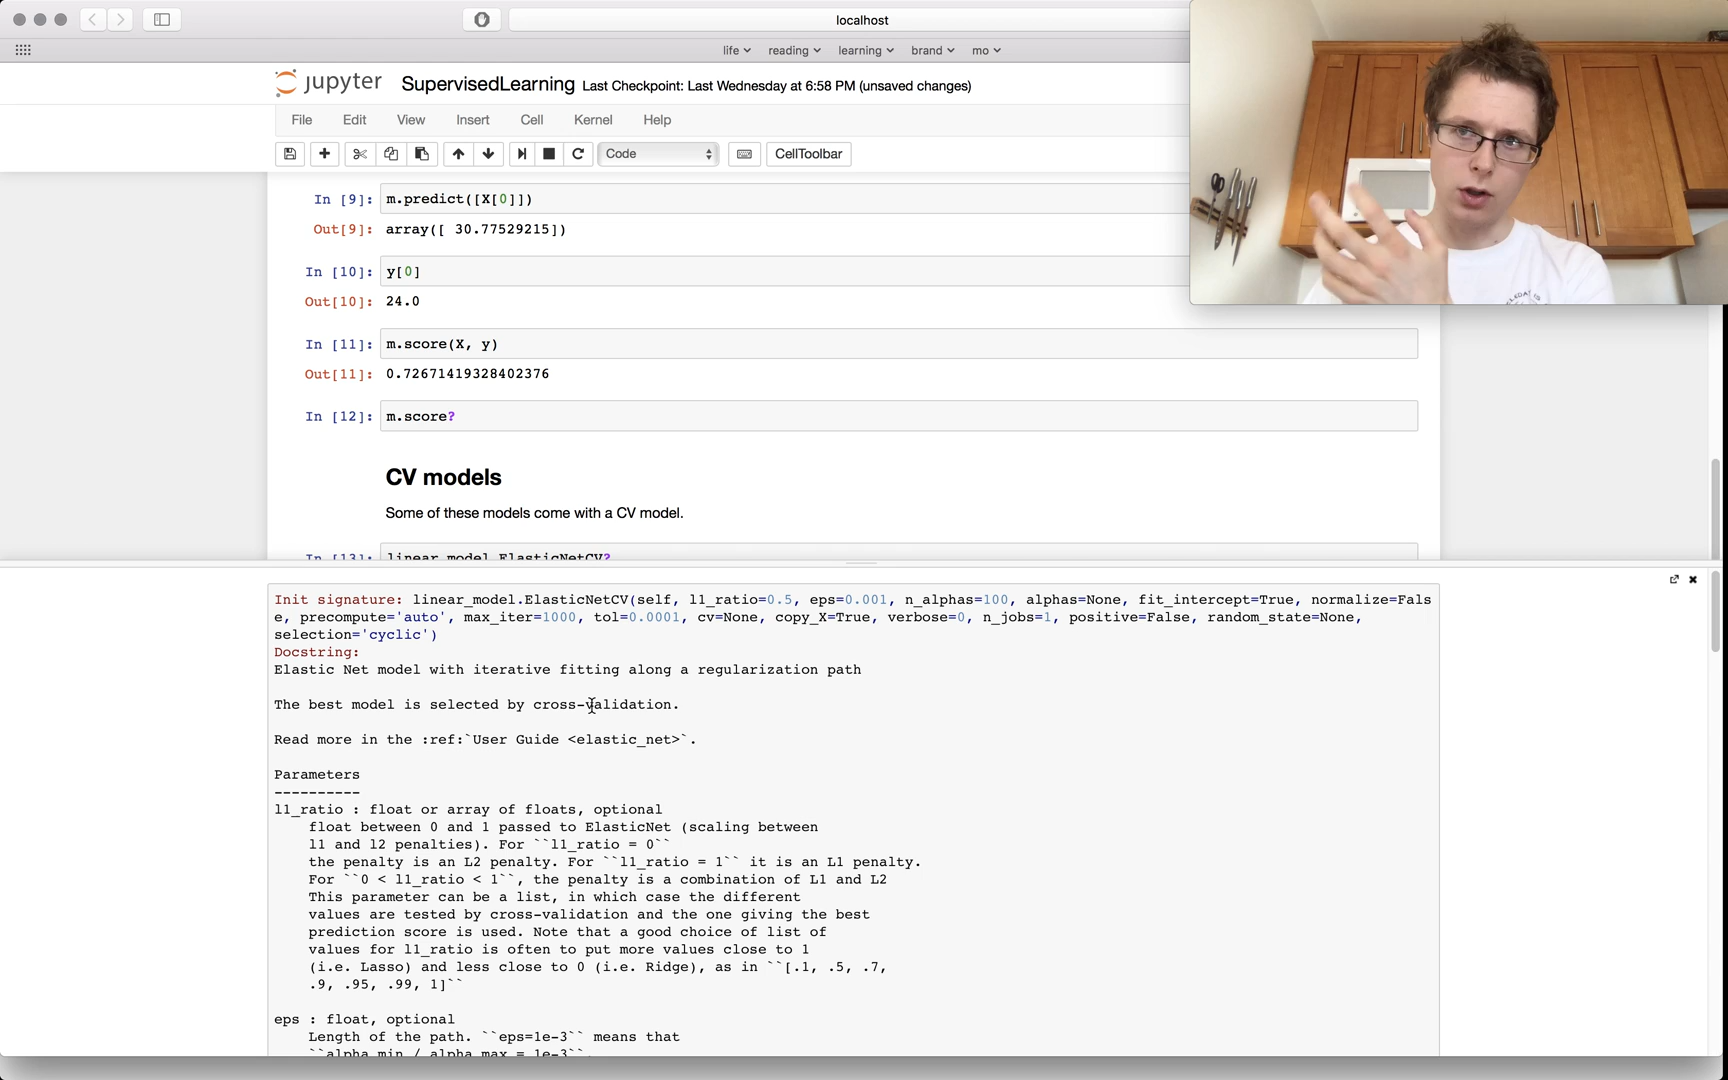 localhost
life reading learning brand mo
jupyter SupervisedLearning Last Checkpoint: Last Wednesday at 6:58 PM (unsaved changes)
File Edit View Insert Cell Kernel Help
Code CellToolbar
In [9]: m.predict([X[0]])
Out[9]: array([ 30.77529215])
In [10]: y[0]
Out[10]: 24.0
In [11]: m.score(X, y)
Out[11]: 0.72671419328402376
In [12]: m.score?
CV models
Some of these models come with a CV model.
In [13]: linear_model.ElasticNetCV?
Init signature: linear_model.ElasticNetCV(self, l1_ratio=0.5, eps=0.001, n_alphas=100, alphas=None, fit_intercept=True, normalize=Fals
e, precompute='auto', max_iter=1000, tol=0.0001, cv=None, copy_X=True, verbose=0, n_jobs=1, positive=False, random_state=None,
selection='cyclic')
Docstring:
Elastic Net model with iterative fitting along a regularization path
The best model is selected by cross-validation.
Read more in the :ref:`User Guide <elastic_net>`.
Parameters
----------
l1_ratio : float or array of floats, optional
float between 0 and 1 passed to ElasticNet (scaling between
l1 and l2 penalties). For ``l1_ratio = 0``
the penalty is an L2 penalty. For ``l1_ratio = 1`` it is an L1 penalty.
For ``0 < l1_ratio < 1``, the penalty is a combination of L1 and L2
This parameter can be a list, in which case the different
values are tested by cross-validation and the one giving the best
prediction score is used. Note that a good choice of list of
values for l1_ratio is often to put more values close to 1
(i.e. Lasso) and less close to 0 (i.e. Ridge), as in ``[.1, .5, .7,
.9, .95, .99, 1]``
eps : float, optional
Length of the path. ``eps=1e-3`` means that
``alpha_min / alpha_max = 1e-3``.